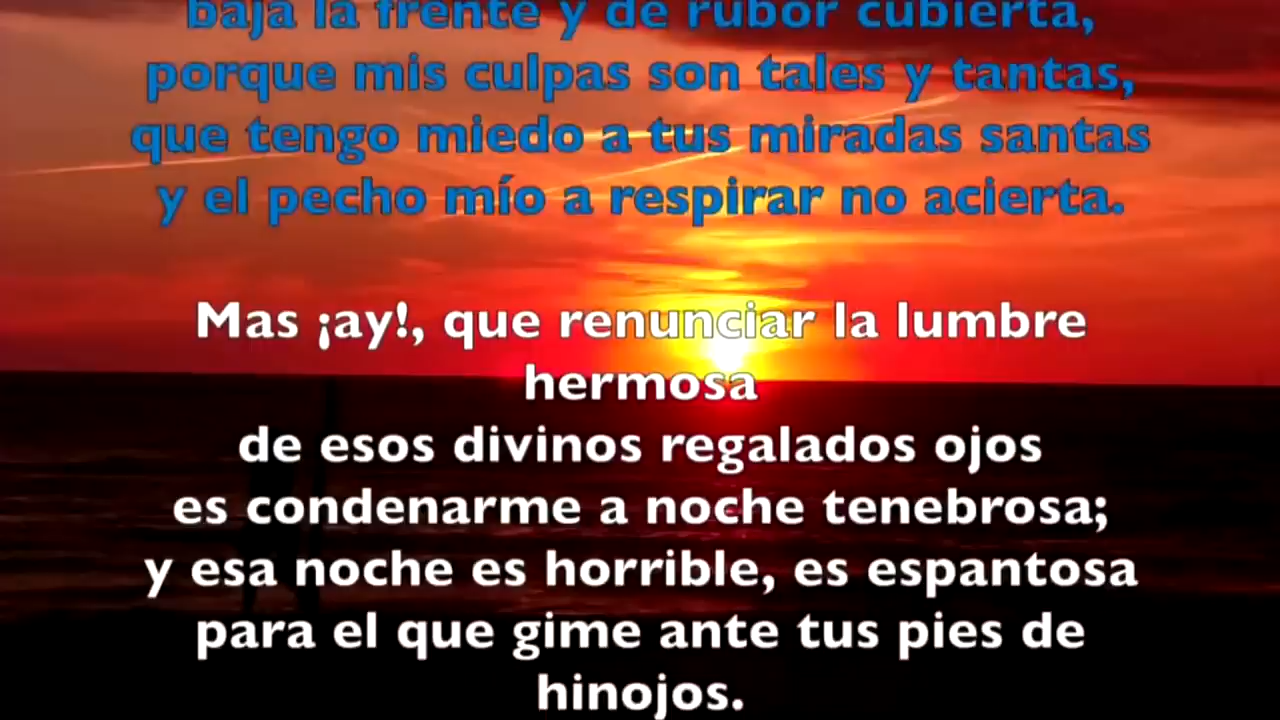 baja la frente y de rubor cubierta,
porque mis culpas son tales y tantas,
que tengo miedo a tus miradas santas
y el pecho mío a respirar no acierta.
Mas ¡ay!, que renunciar la lumbre
hermosa
de esos divinos regalados ojos
es condenarme a noche tenebrosa;
y esa noche es horrible, es espantosa
para el que gime ante tus pies de
hinojos.